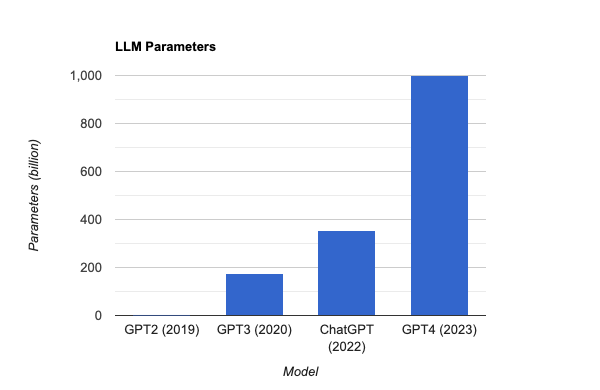 LLM Parameters
1,000
800
600
400
200
0
Parameters (billion)
GPT2 (2019)
GPT3 (2020)
ChatGPT
(2022)
GPT4 (2023)
Model